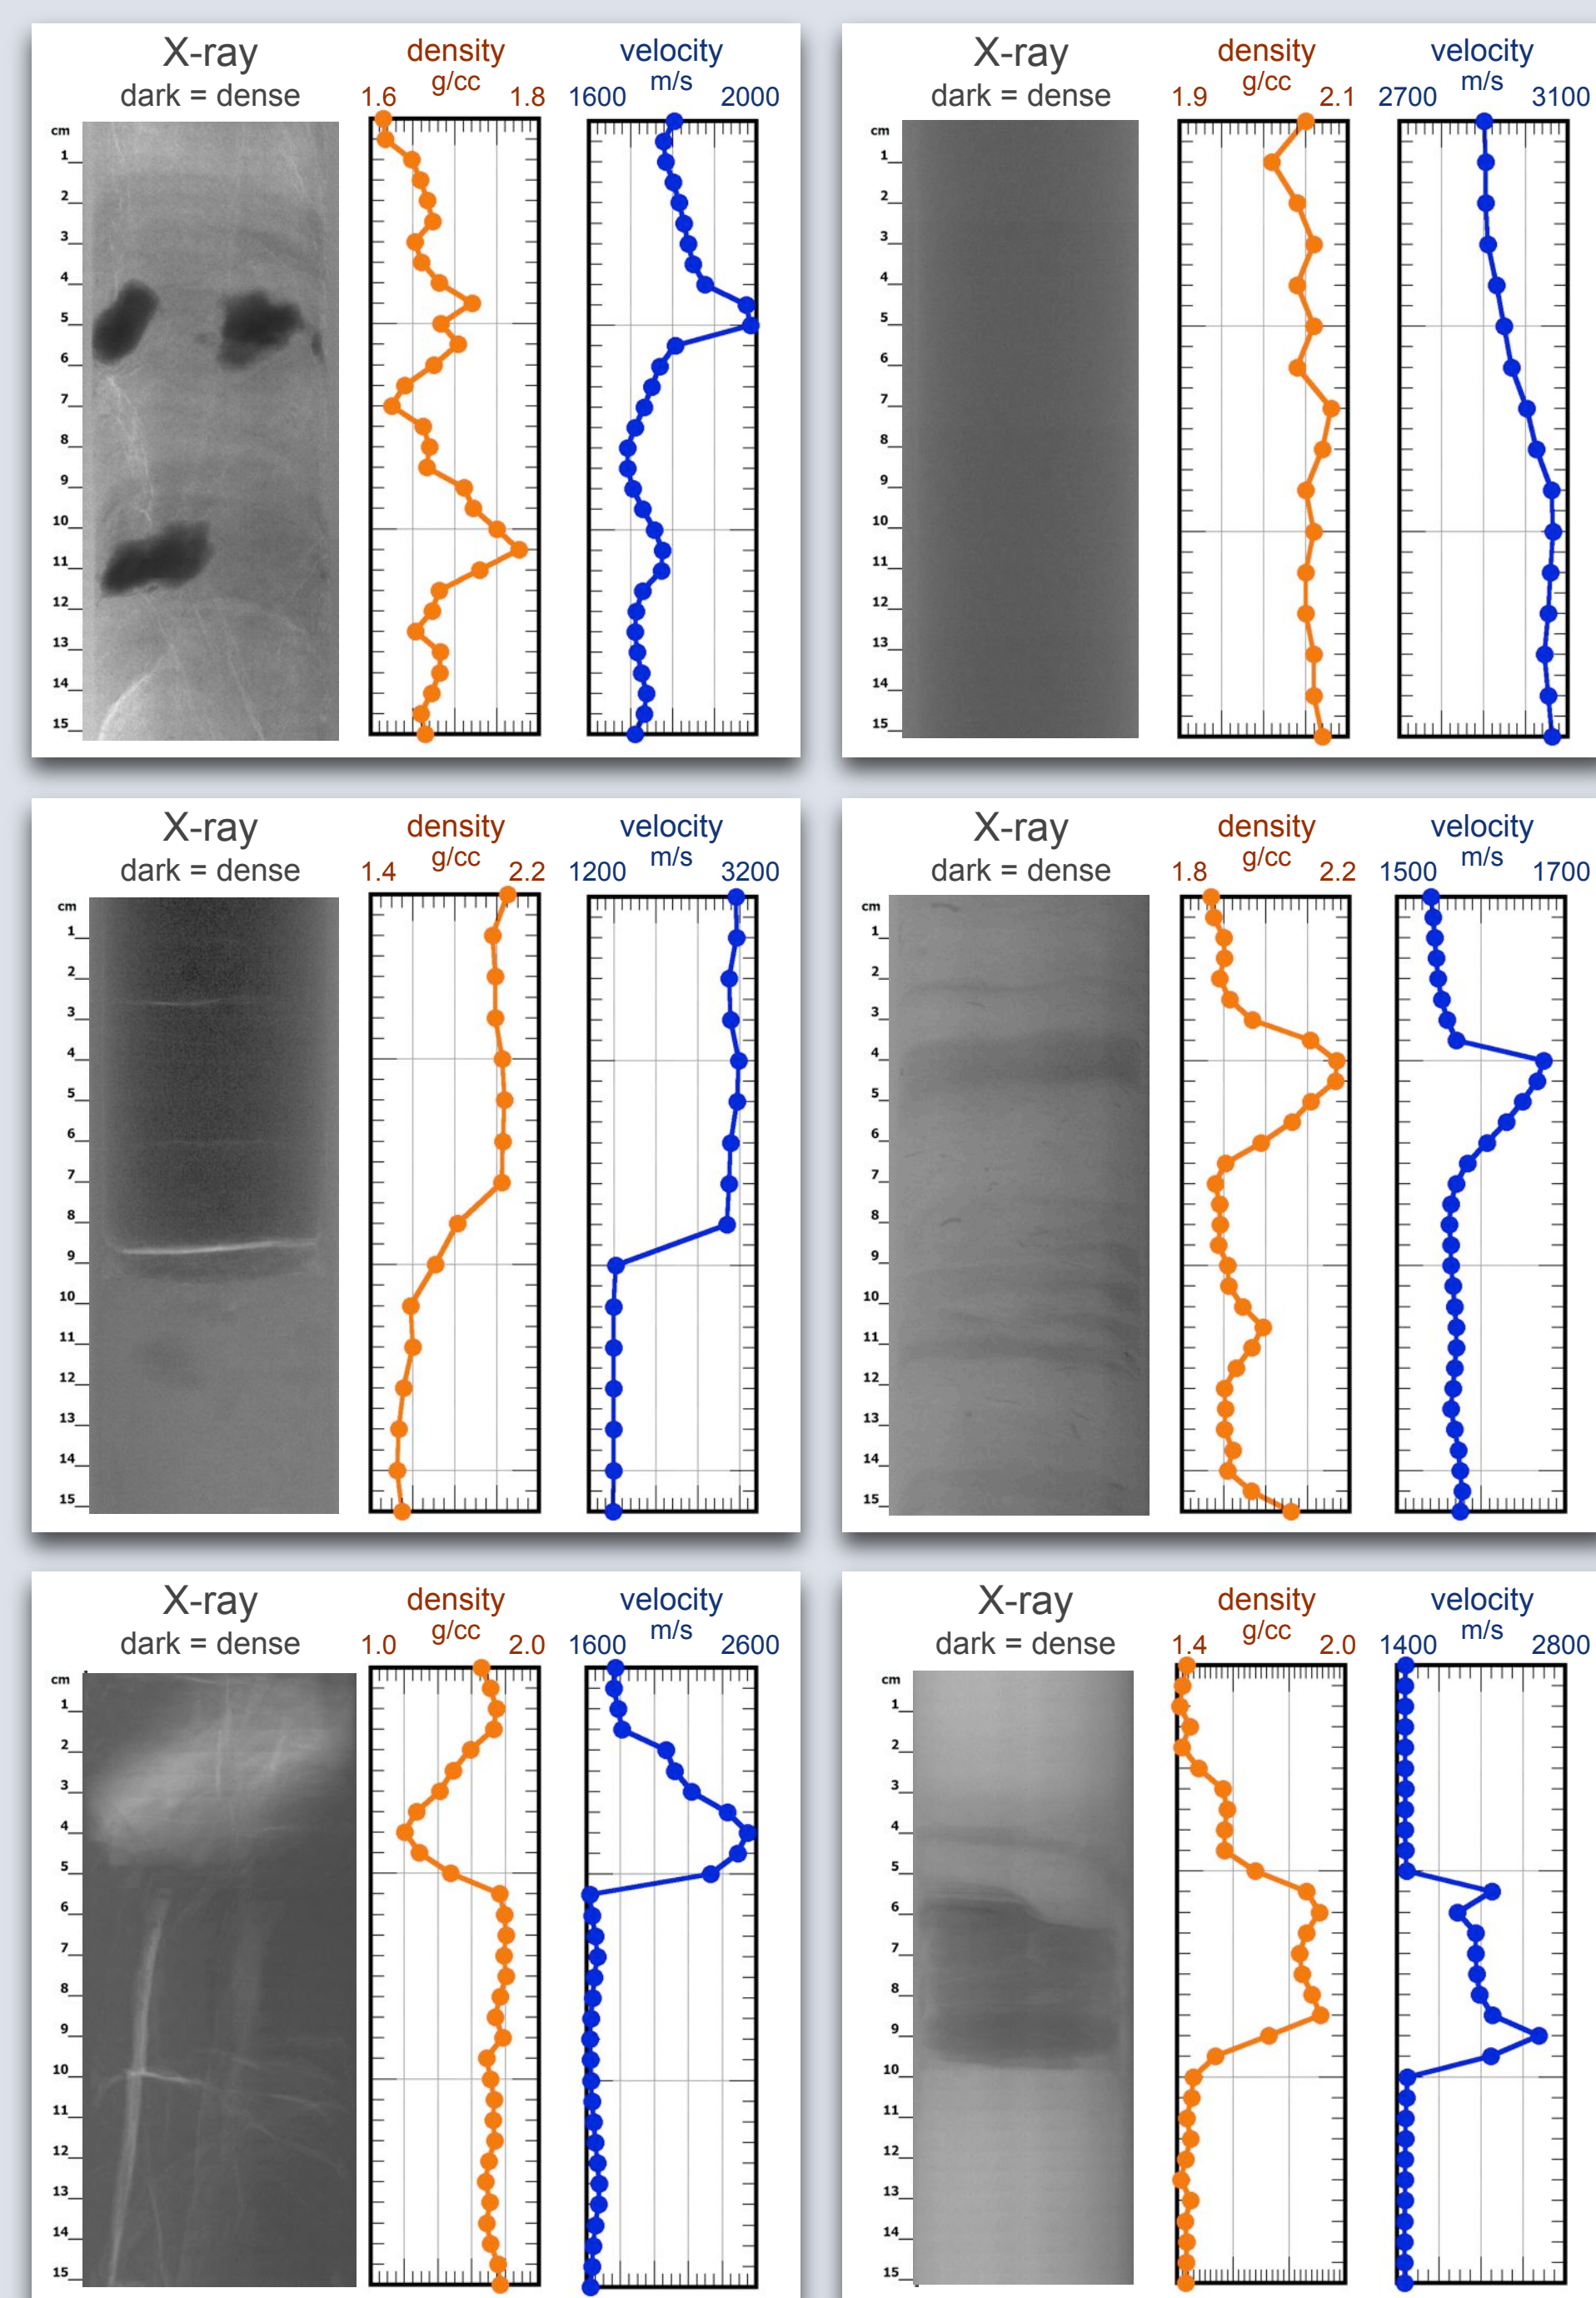 X-ray
dark = dense
density
g/cc
1.6 1.8
velocity
m/s
1600 2000
cm
1
2
3
4
5
6
7
8
9
10
11
12
13
14
15
X-ray
dark = dense
density
g/cc
1.9 2.1
velocity
m/s
2700 3100
cm
1
2
3
4
5
6
7
8
9
10
11
12
13
14
15
X-ray
dark = dense
density
g/cc
1.4 2.2
velocity
m/s
1200 3200
cm
1
2
3
4
5
6
7
8
9
10
11
12
13
14
15
X-ray
dark = dense
density
g/cc
1.8 2.2
velocity
m/s
1500 1700
cm
1
2
3
4
5
6
7
8
9
10
11
12
13
14
15
X-ray
dark = dense
density
g/cc
1.0 2.0
velocity
m/s
1600 2600
cm
1
2
3
4
5
6
7
8
9
10
11
12
13
14
15
X-ray
dark = dense
density
g/cc
1.4 2.0
velocity
m/s
1400 2800
cm
1
2
3
4
5
6
7
8
9
10
11
12
13
14
15